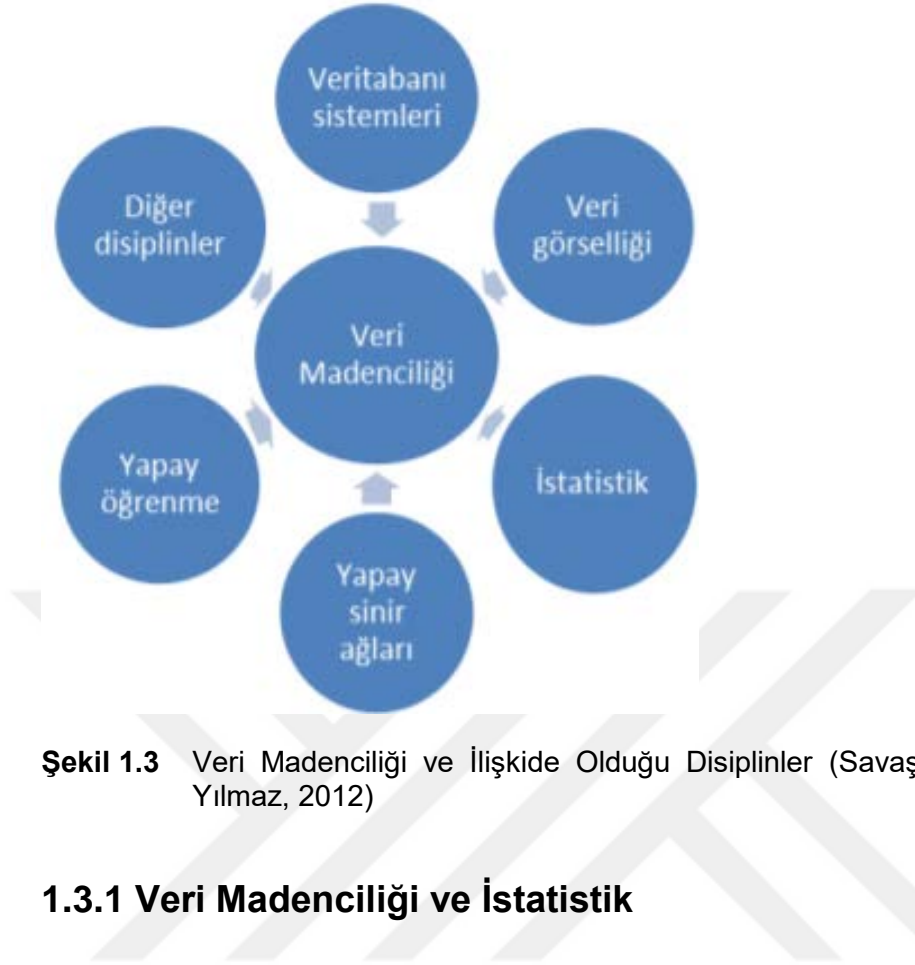 Veritabanı
sistemleri
Diğer
disiplinler
Veri
görselliği
Veri
Madenciliği
Yapay
öğrenme
İstatistik
Yapay
sinir
ağları
Şekil 1.3 Veri Madenciliği ve İlişkide Olduğu Disiplinler (Savaş
Yılmaz, 2012)
1.3.1 Veri Madenciliği ve İstatistik